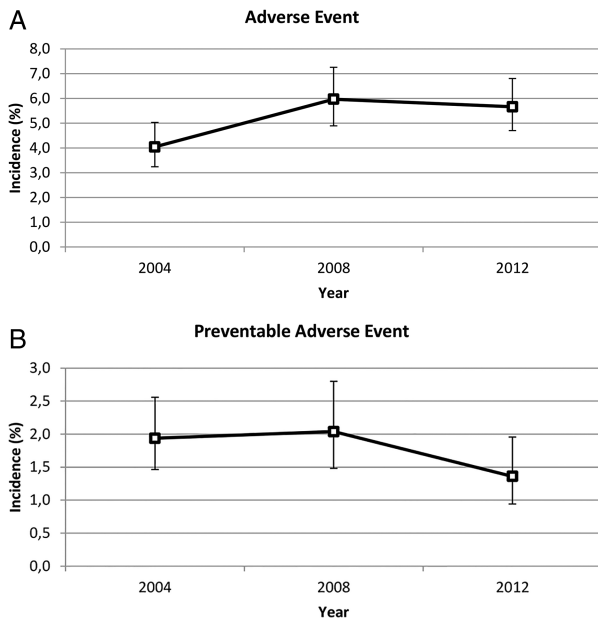 A
Adverse Event
8,0
7,0
6,0
5,0
4,0
3,0
2,0
1,0
0,0
Incidence (%)
2004 2008 2012
Year
B
Preventable Adverse Event
3,0
2,5
2,0
1,5
1,0
0,5
0,0
Incidence (%)
2004 2008 2012
Year